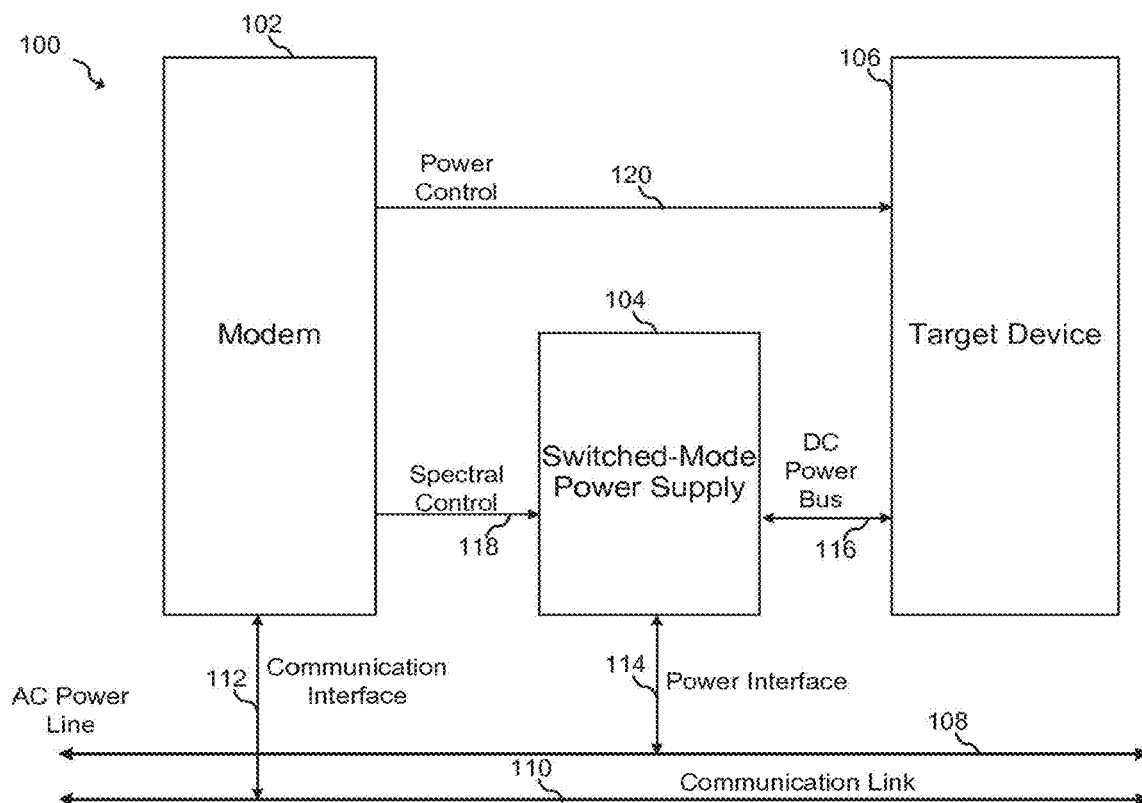 100
102
106
Power
Control
120
104
Modem
Target Device
Switched-Mode
Power Supply
DC
Power
Bus
Spectral
Control
118
116
112
Communication
Interface
114
Power Interface
AC Power
Line
108
110
Communication Link